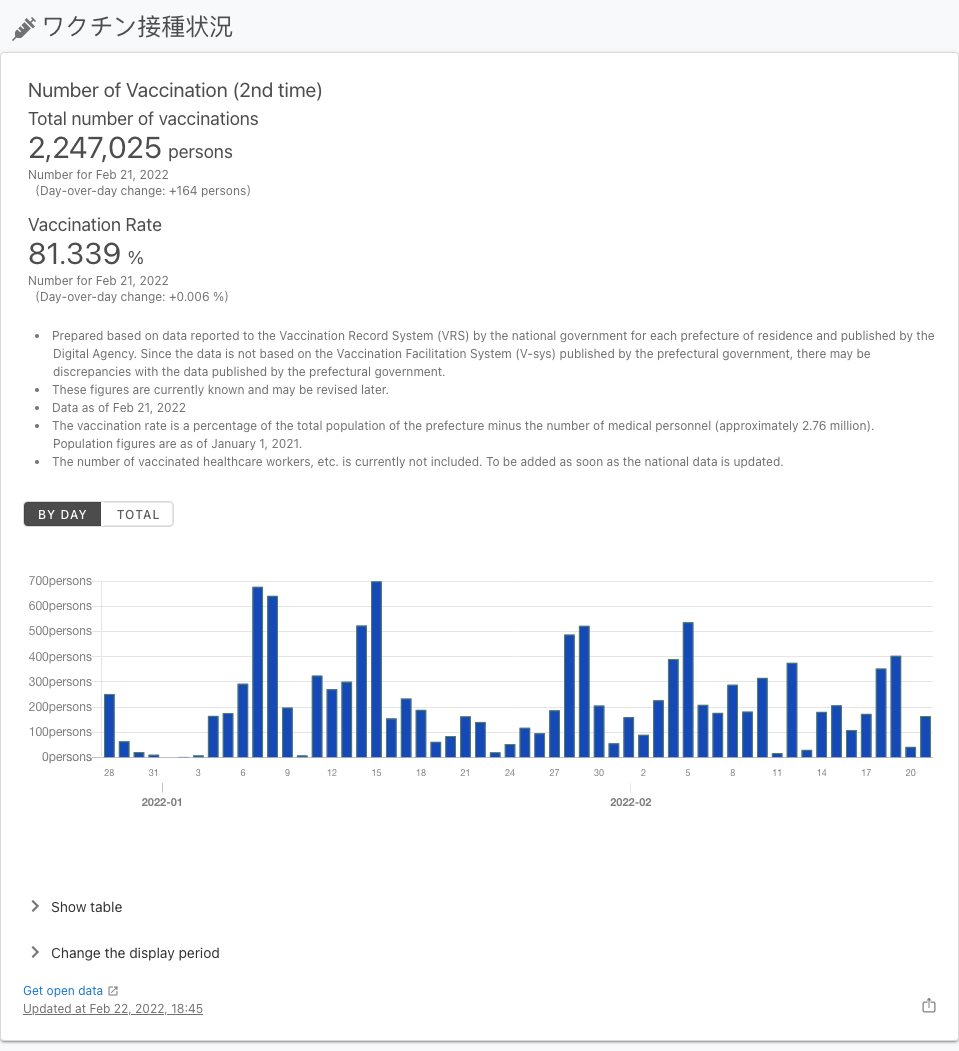 ワクチン接種状況
Number of Vaccination (2nd time)
Total number of vaccinations
2,247,025 persons
Number for Feb 21, 2022
(Day-over-day change: +164 persons)
Vaccination Rate
81.339 %
Number for Feb 21, 2022
(Day-over-day change: +0.006 %)
• Prepared based on data reported to the Vaccination Record System (VRS) by the national government for each prefecture of residence and published by the
Digital Agency. Since the data is not based on the Vaccination Facilitation System (V-sys) published by the prefectural government, there may be
discrepancies with the data published by the prefectural government.
• These figures are currently known and may be revised later.
• Data as of Feb 21, 2022
• The vaccination rate is a percentage of the total population of the prefecture minus the number of medical personnel (approximately 2.76 million).
Population figures are as of January 1, 2021.
• The number of vaccinated healthcare workers, etc. is currently not included. To be added as soon as the national data is updated.
BY DAY TOTAL
700persons
600persons
500persons
400persons
300persons
200persons
100persons
0persons
28 31 3 6 9 12 15 18 21 24 27 30 2 5 8 11 14 17 20
2022-01 2022-02
Show table
Change the display period
Get open data
Updated at Feb 22, 2022, 18:45